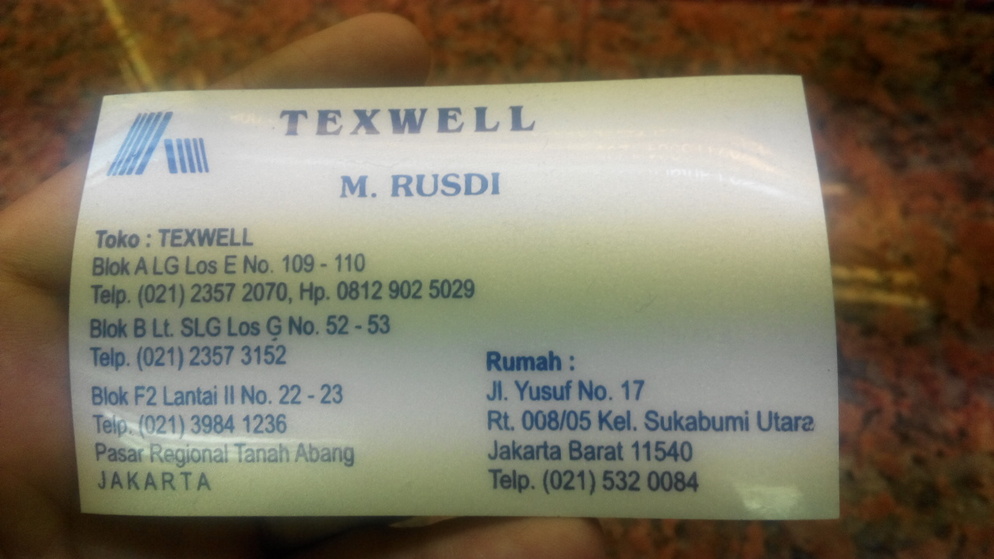 TEXWELL
M. RUSDI
Toko : TEXWELL
Blok A LG Los E No. 109 - 110
Telp. (021) 2357 2070, Hp. 0812 902 5029
Blok B Lt. SLG Los G No. 52 - 53
Telp. (021) 2357 3152
Blok F2 Lantai II No. 22 - 23
Telp. (021) 3984 1236
Pasar Regional Tanah Abang
JAKARTA
Rumah :
Jl. Yusuf No. 17
Rt. 008/05 Kel. Sukabumi Utara
Jakarta Barat 11540
Telp. (021) 532 0084